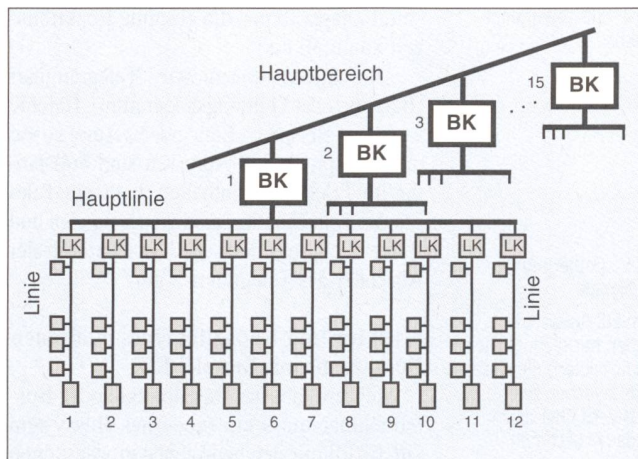 Hauptbereich
15
BK
3
BK
2
BK
1
BK
Hauptlinie
LK LK LK LK LK LK LK LK LK LK LK LK
Linie
Linie
1 2 3 4 5 6 7 8 9 10 11 12